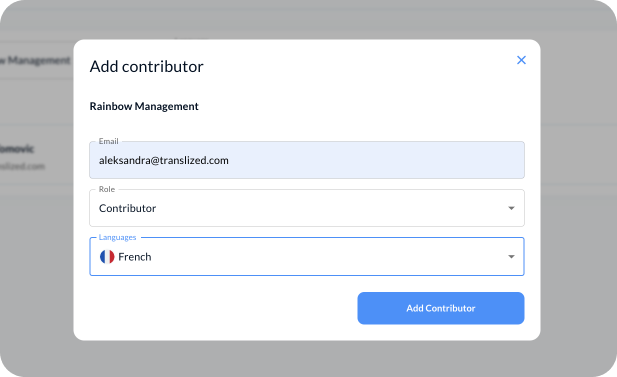 w Management
Add contributor
Rainbow Management
omovic
nslized.com
Email
aleksandra@translized.com
Role
Contributor
Languages
French
Add Contributor